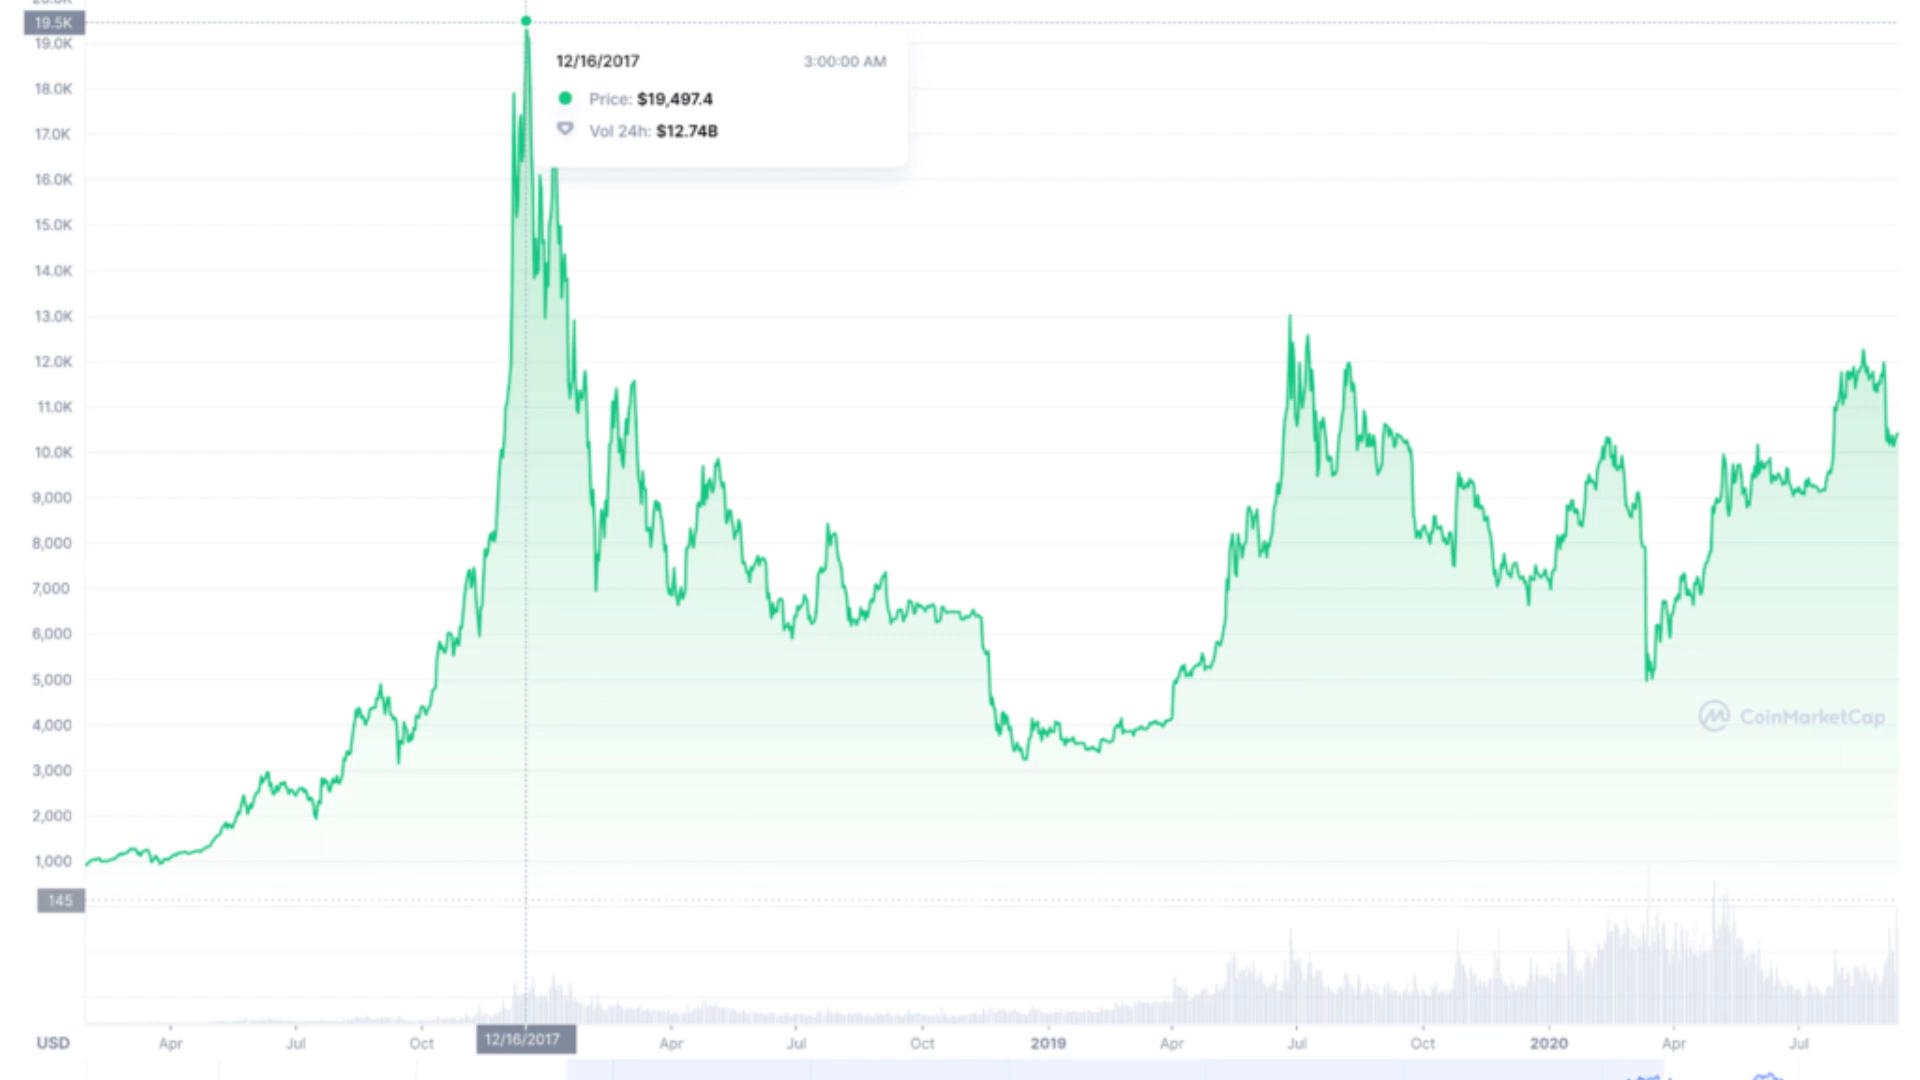 20.0K
19.5K
19.0K
18.0K
17.0K
16.0K
15.0K
14.0K
13.0K
12.0K
11.0K
10.0K
9,000
8,000
7,000
6,000
5,000
4,000
3,000
2,000
1,000
145
12/16/2017 3:00:00 AM
Price: $19,497.4
Vol 24h: $12.74B
CoinMarketCap
USD Apr Jul Oct 12/16/2017 Apr Jul Oct 2019 Apr Jul Oct 2020 Apr Jul